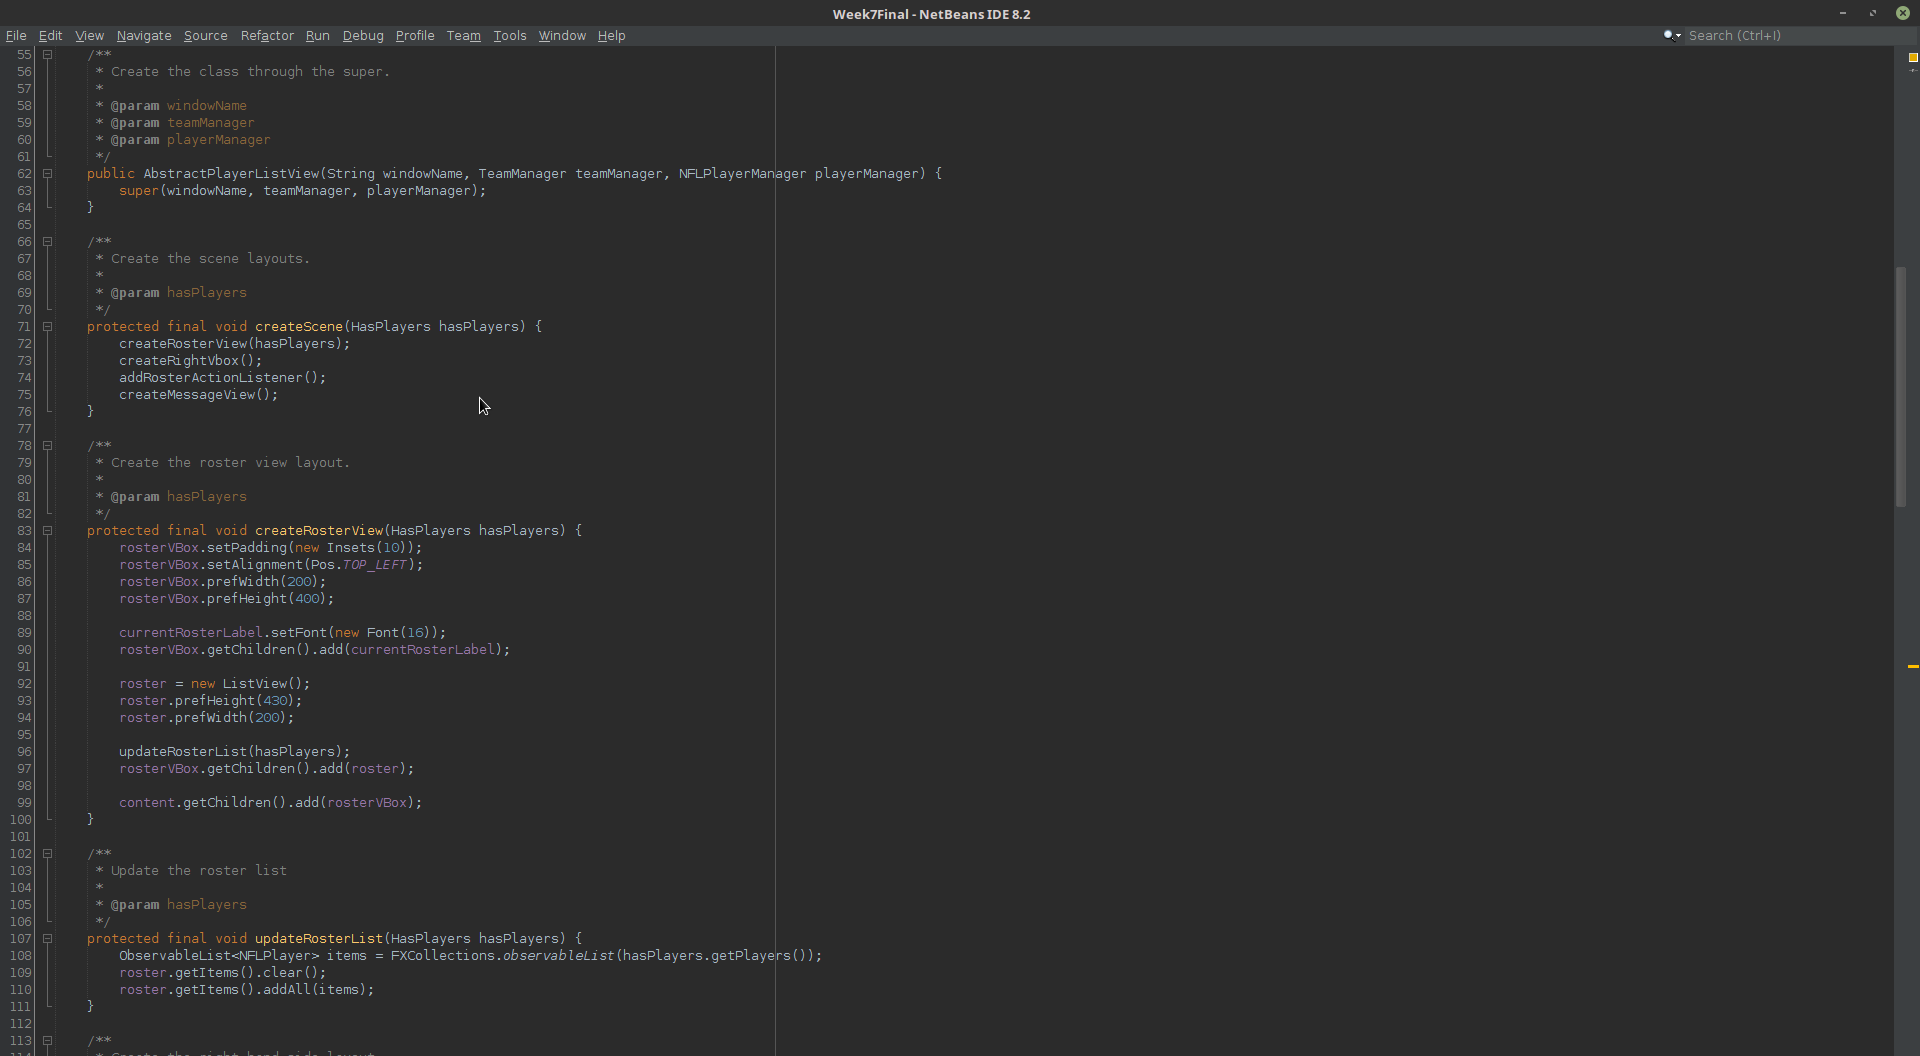 Week7Final - NetBeans IDE 8.2
File Edit View Navigate Source Refactor Run Debug Profile Team Tools Window Help
Search (Ctrl+I)
55 /**
56 * Create the class through the super.
57 *
58 * @param windowName
59 * @param teamManager
60 * @param playerManager
61 */
62 public AbstractPlayerListView(String windowName, TeamManager teamManager, NFLPlayerManager playerManager) {
63 super(windowName, teamManager, playerManager);
64 }
65
66 /**
67 * Create the scene layouts.
68 *
69 * @param hasPlayers
70 */
71 protected final void createScene(HasPlayers hasPlayers) {
72 createRosterView(hasPlayers);
73 createRightVbox();
74 addRosterActionListener();
75 createMessageView();
76 }
77
78 /**
79 * Create the roster view layout.
80 *
81 * @param hasPlayers
82 */
83 protected final void createRosterView(HasPlayers hasPlayers) {
84 rosterVBox.setPadding(new Insets(10));
85 rosterVBox.setAlignment(Pos.TOP_LEFT);
86 rosterVBox.prefWidth(200);
87 rosterVBox.prefHeight(400);
88
89 currentRosterLabel.setFont(new Font(16));
90 rosterVBox.getChildren().add(currentRosterLabel);
91
92 roster = new ListView();
93 roster.prefHeight(430);
94 roster.prefWidth(200);
95
96 updateRosterList(hasPlayers);
97 rosterVBox.getChildren().add(roster);
98
99 content.getChildren().add(rosterVBox);
100 }
101
102 /**
103 * Update the roster list
104 *
105 * @param hasPlayers
106 */
107 protected final void updateRosterList(HasPlayers hasPlayers) {
108 ObservableList<NFLPlayer> items = FXCollections.observableList(hasPlayers.getPlayers());
109 roster.getItems().clear();
110 roster.getItems().addAll(items);
111 }
112
113 /**
114 * Create the right hand side layout